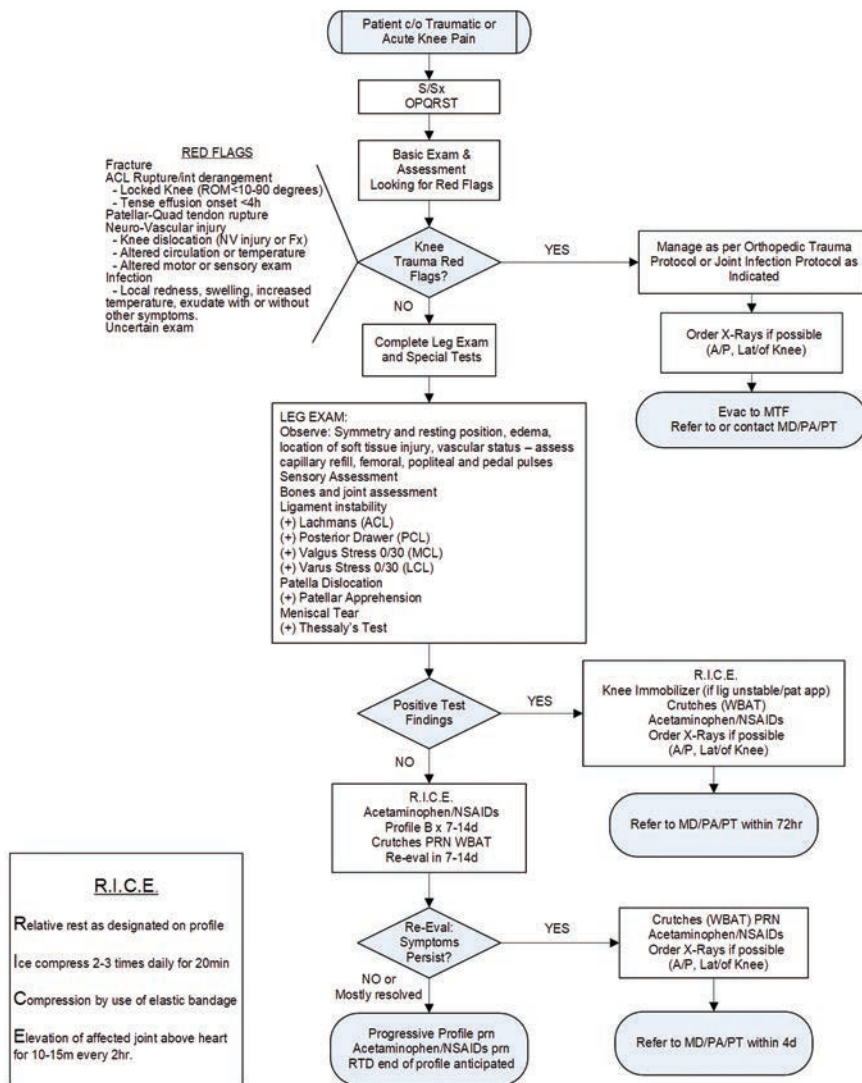 Patient c/o Traumatic or
Acute Knee Pain
S/Sx
OPQRST
Basic Exam &
Assessment
Looking for Red Flags
RED FLAGS
Fracture
ACL Rupture/int derangement
- Locked Knee (ROM<10-90 degrees)
- Tense effusion onset <4h
Patellar-Quad tendon rupture
Neuro-Vascular injury
- Knee dislocation (NV injury or Fx)
- Altered circulation or temperature
- Altered motor or sensory exam
Infection
- Local redness, swelling, increased
temperature, exudate with or without
other symptoms.
Uncertain exam
Knee
Trauma Red
Flags?
YES
Manage as per Orthopedic Trauma
Protocol or Joint Infection Protocol as
Indicated
Order X-Rays if possible
(A/P, Lat/of Knee)
Evac to MTF
Refer to or contact MD/PA/PT
NO
Complete Leg Exam
and Special Tests
LEG EXAM:
Observe: Symmetry and resting position, edema,
location of soft tissue injury, vascular status – assess
capillary refill, femoral, popliteal and pedal pulses
Sensory Assessment
Bones and joint assessment
Ligament instability
(+) Lachmans (ACL)
(+) Posterior Drawer (PCL)
(+) Valgus Stress 0/30 (MCL)
(+) Varus Stress 0/30 (LCL)
Patella Dislocation
(+) Patellar Apprehension
Meniscal Tear
(+) Thessaly's Test
Positive Test
Findings
YES
R.I.C.E.
Knee Immobilizer (if lig unstable/pat app)
Crutches (WBAT)
Acetaminophen/NSAIDs
Order X-Rays if possible
(A/P, Lat/of Knee)
Refer to MD/PA/PT within 72hr
NO
R.I.C.E.
Acetaminophen/NSAIDs
Profile B x 7-14d
Crutches PRN WBAT
Re-eval in 7-14d
Re-Eval:
Symptoms
Persist?
YES
Crutches (WBAT) PRN
Acetaminophen/NSAIDs
Order X-Rays if possible
(A/P, Lat/of Knee)
Refer to MD/PA/PT within 4d
NO or
Mostly resolved
Progressive Profile prn
Acetaminophen/NSAIDs prn
RTD end of profile anticipated
R.I.C.E.
Relative rest as designated on profile
Ice compress 2-3 times daily for 20min
Compression by use of elastic bandage
Elevation of affected joint above heart
for 10-15m every 2hr.